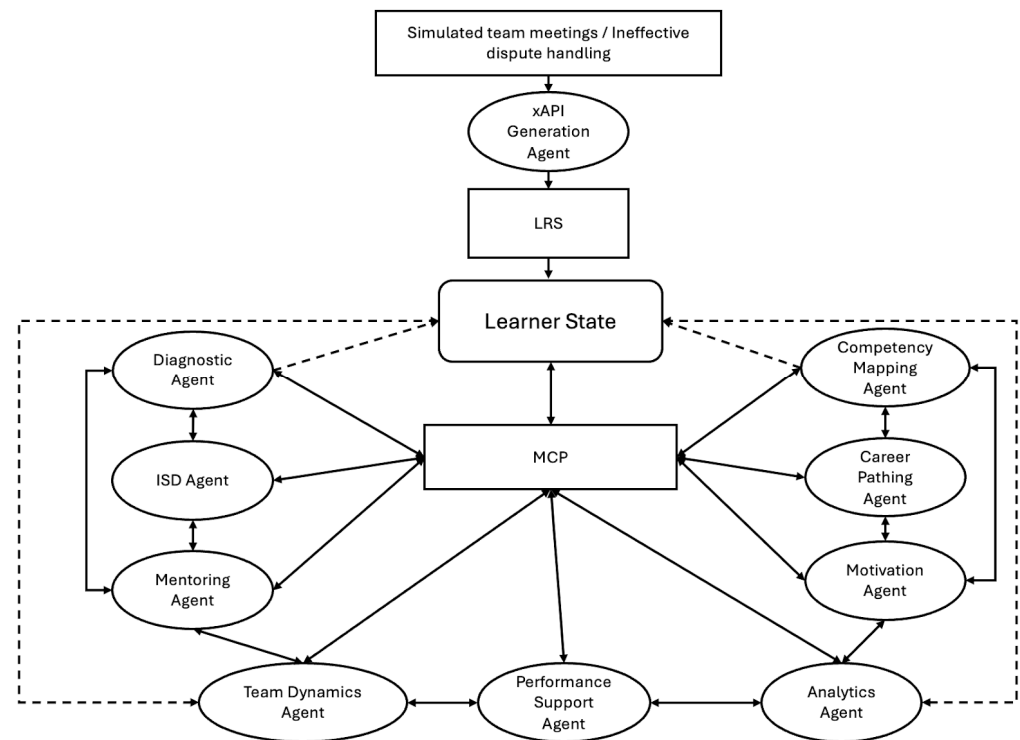 Simulated team meetings / Ineffective
dispute handling
xAPI
Generation
Agent
LRS
Learner State
Diagnostic
Agent
Competency
Mapping
Agent
MCP
ISD Agent
Career
Pathing
Agent
Mentoring
Agent
Motivation
Agent
Team Dynamics
Agent
Performance
Support
Agent
Analytics
Agent